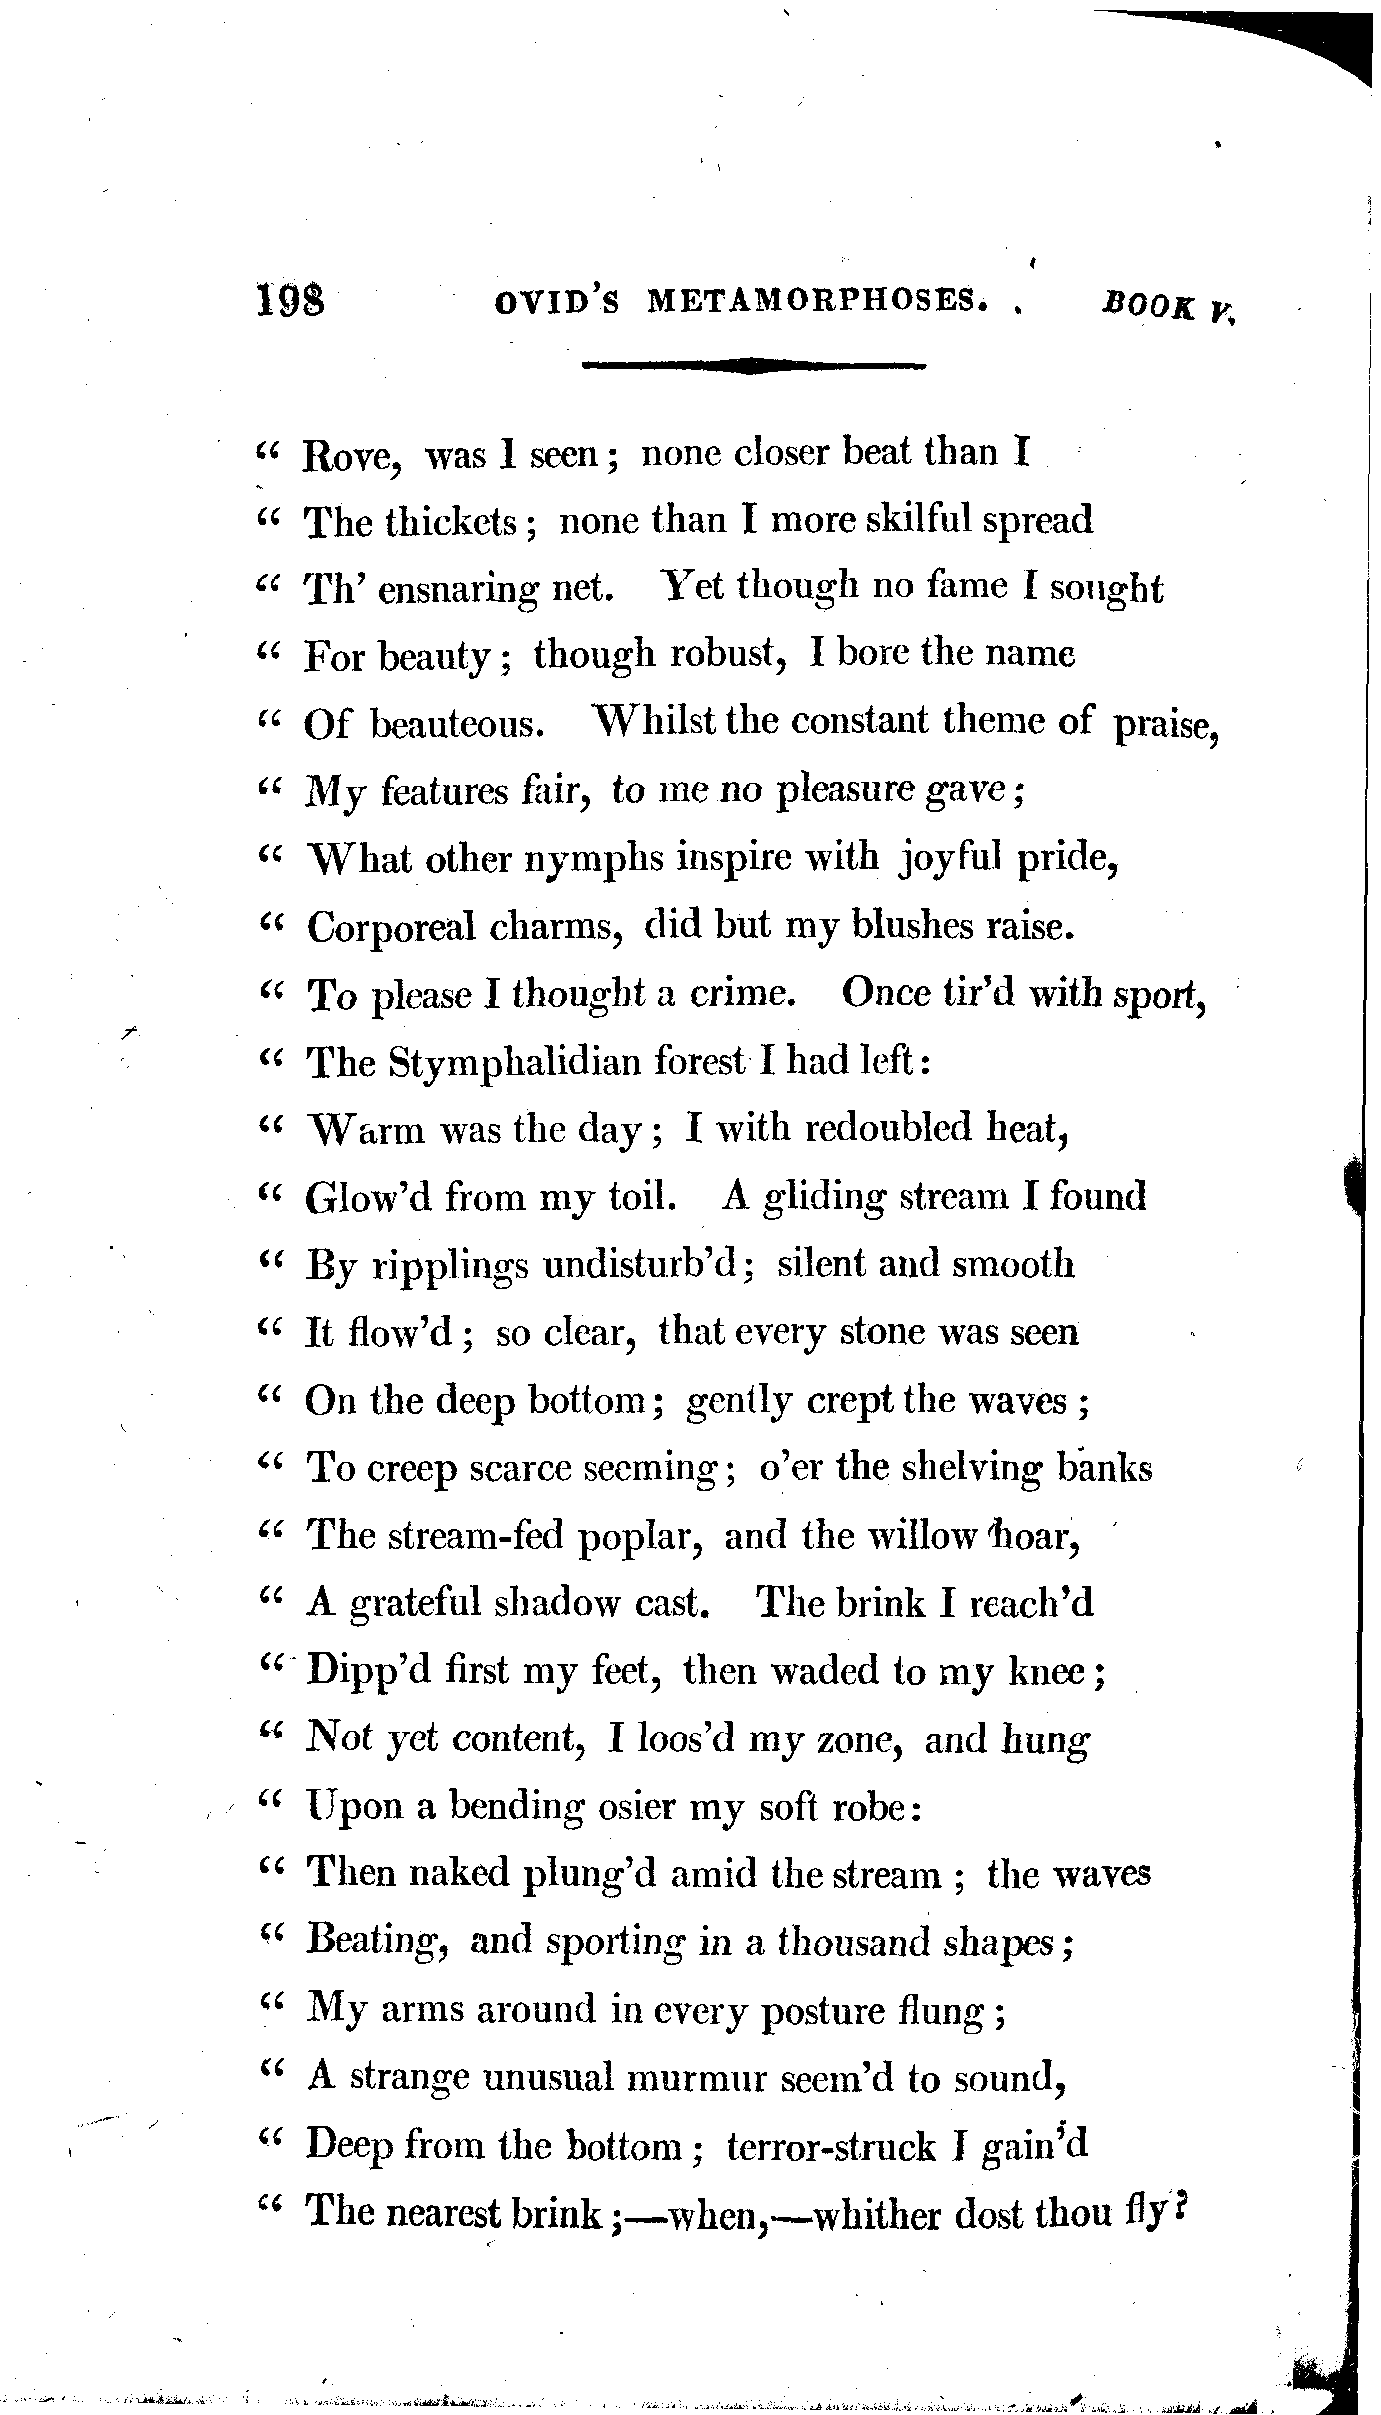 198 OVID'S METAMORPHOSES. BOOK V.
“ Rove, was I seen; none closer beat than I
“ The thickets; none than I more skilful spread
“ Th' ensnaring net. Yet though no fame I sought
“ For beauty; though robust, I bore the name
“ Of beauteous. Whilst the constant theme of praise,
“ My features fair, to me no pleasure gave;
“ What other nymphs inspire with joyful pride,
“ Corporeal charms, did but my blushes raise.
“ To please I thought a crime. Once tir'd with sport,
“ The Stymphalidian forest I had left:
“ Warm was the day; I with redoubled heat,
“ Glow'd from my toil. A gliding stream I found
“ By ripplings undisturb'd; silent and smooth
“ It flow'd; so clear, that every stone was seen
“ On the deep bottom; gently crept the waves;
“ To creep scarce seeming; o'er the shelving banks
“ The stream-fed poplar, and the willow hoar,
“ A grateful shadow cast. The brink I reach'd
“ Dipp'd first my feet, then waded to my knee;
“ Not yet content, I loos'd my zone, and hung
“ Upon a bending osier my soft robe:
“ Then naked plung'd amid the stream; the waves
“ Beating, and sporting in a thousand shapes;
“ My arms around in every posture flung;
“ A strange unusual murmur seem'd to sound,
“ Deep from the bottom; terror-struck I gain'd
“ The nearest brink;—when,—whither dost thou fly?